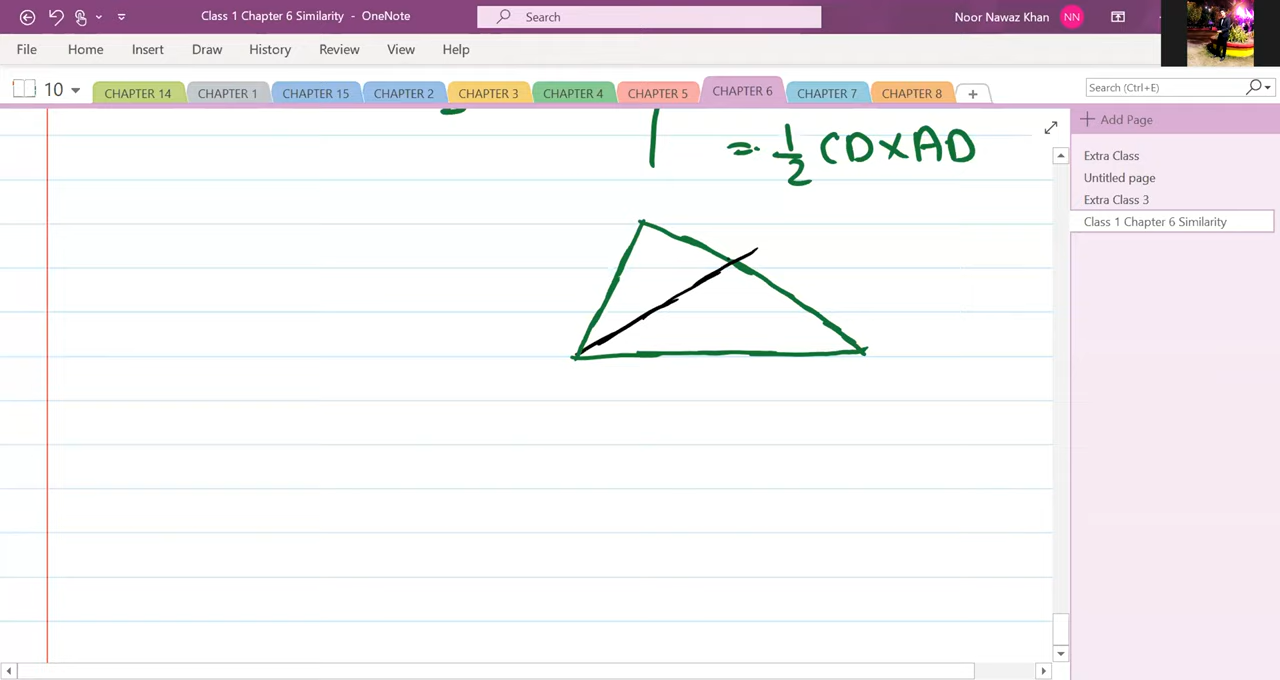 Class 1 Chapter 6 Similarity - OneNote
Search
Noor Nawaz Khan
NN
File Home Insert Draw History Review View Help
10
CHAPTER 14 CHAPTER 1 CHAPTER 15 CHAPTER 2 CHAPTER 3 CHAPTER 4 CHAPTER 5 CHAPTER 6 CHAPTER 7 CHAPTER 8
Search (Ctrl+E)
Add Page
Extra Class
Untitled page
Extra Class 3
Class 1 Chapter 6 Similarity
= 1/2 CD X AD